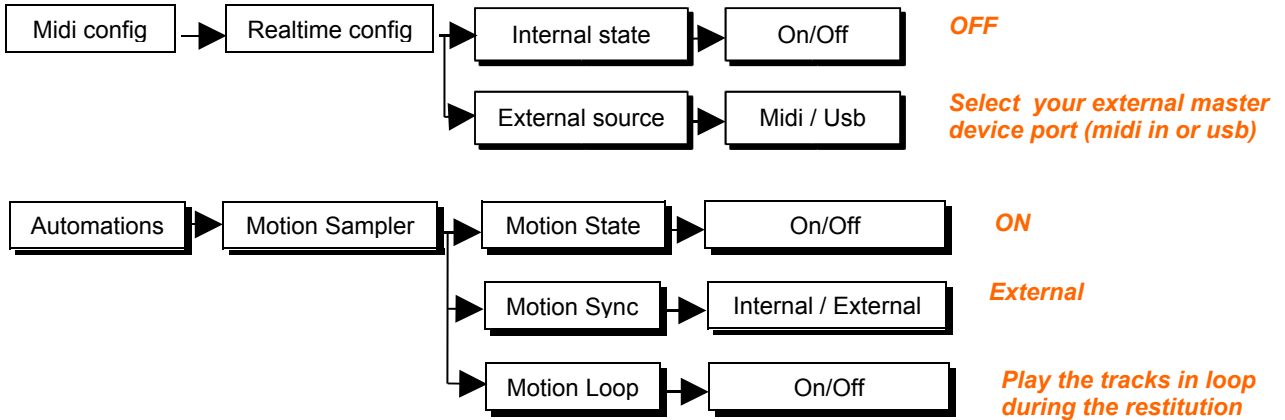 Midi config
Realtime config
Internal state
On/Off
OFF
External source
Midi / Usb
Select your external master
device port (midi in or usb)
Automations
Motion Sampler
Motion State
On/Off
ON
Motion Sync
Internal / External
External
Motion Loop
On/Off
Play the tracks in loop
during the restitution